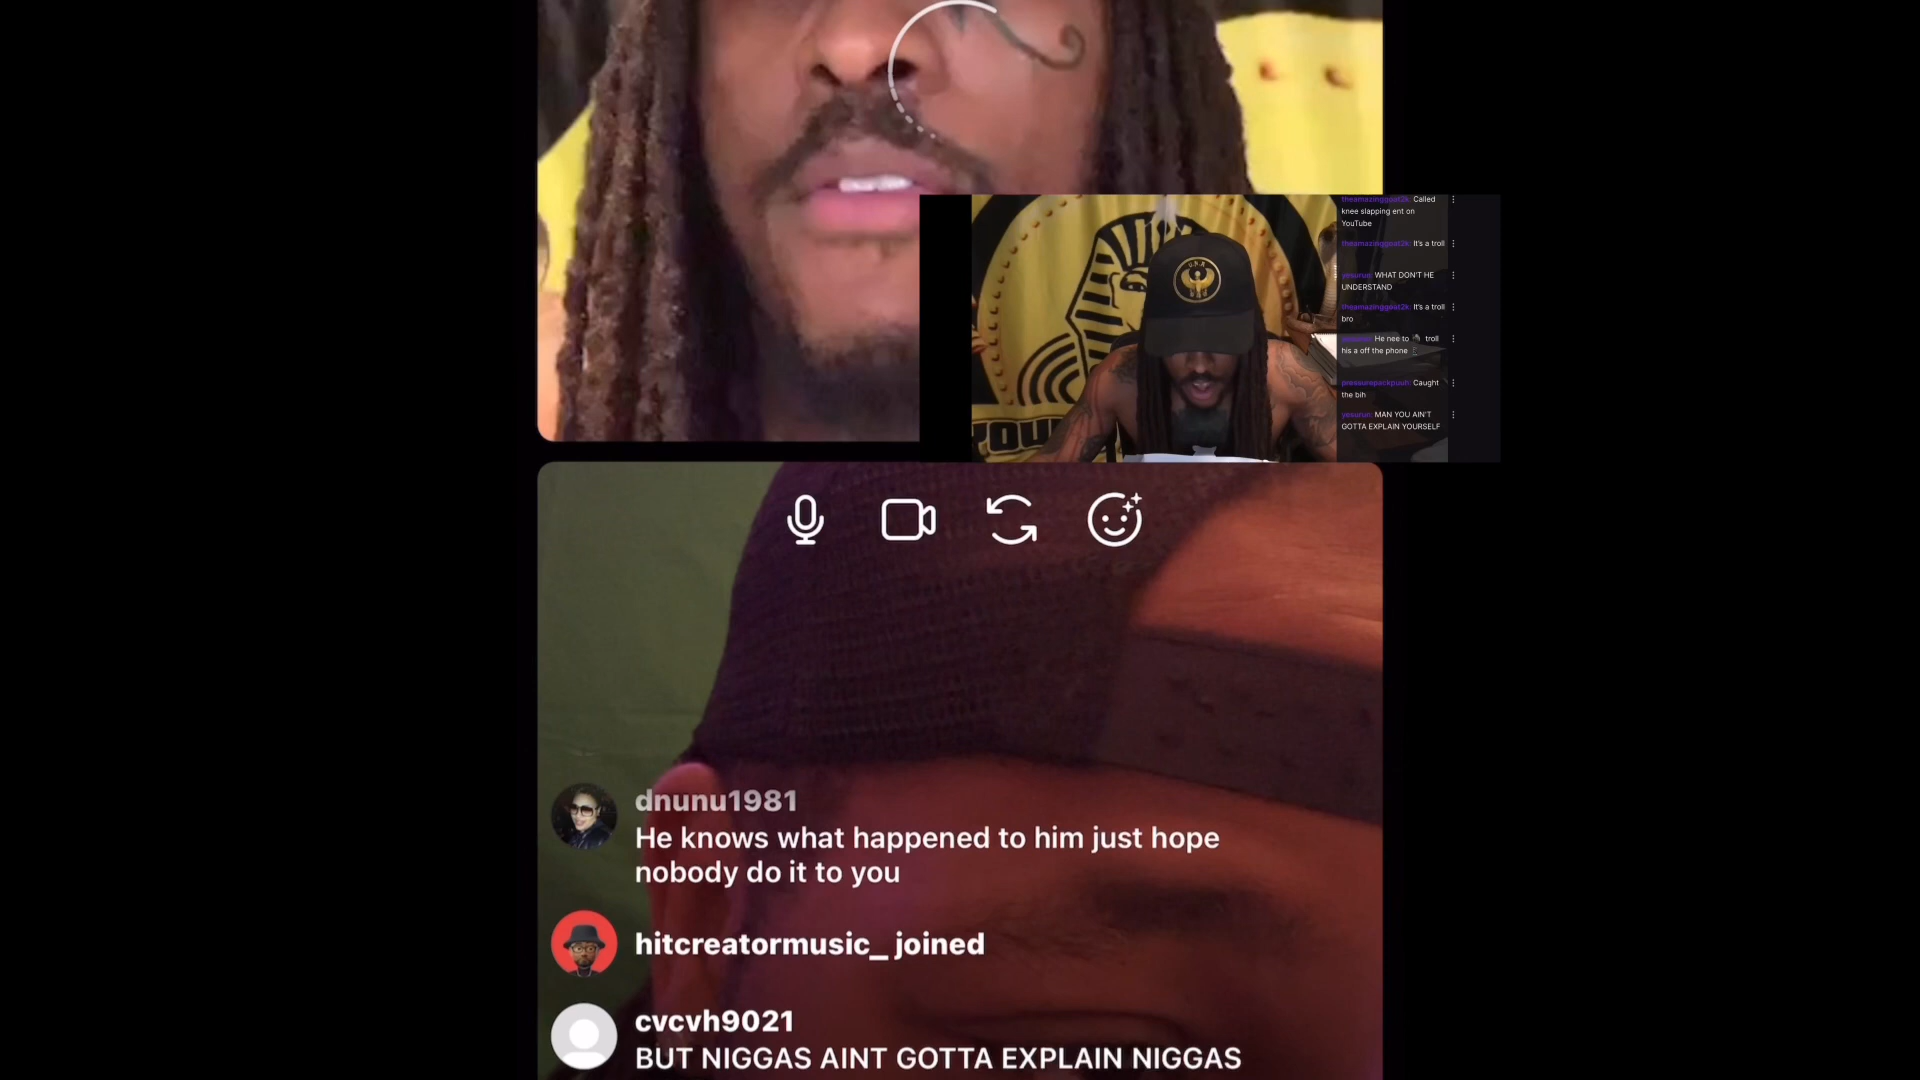 theamazinggoat2k: Called
knee slapping ent on
YouTube
theamazinggoat2k: It's a troll
yesurun: WHAT DON'T HE
UNDERSTAND
theamazinggoat2k: It's a troll
bro
He nee to troll
his a off the phone
pressurepackpuuh: Caught
the bih
yesurun: MAN YOU AIN'T
GOTTA EXPLAIN YOURSELF
YOU
dnunu1981
He knows what happened to him just hope
nobody do it to you
hitcreatormusic_ joined
cvcvh9021
BUT NIGGAS AINT GOTTA EXPLAIN NIGGAS